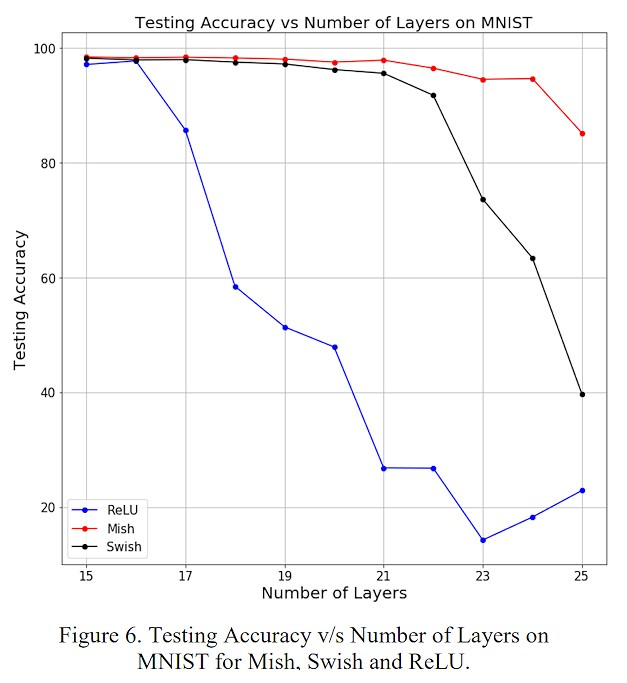 Testing Accuracy vs Number of Layers on MNIST
100
80
60
40
20
Testing Accuracy
ReLU
Mish
Swish
15 17 19 21 23 25
Number of Layers
Figure 6. Testing Accuracy v/s Number of Layers on
MNIST for Mish, Swish and ReLU.